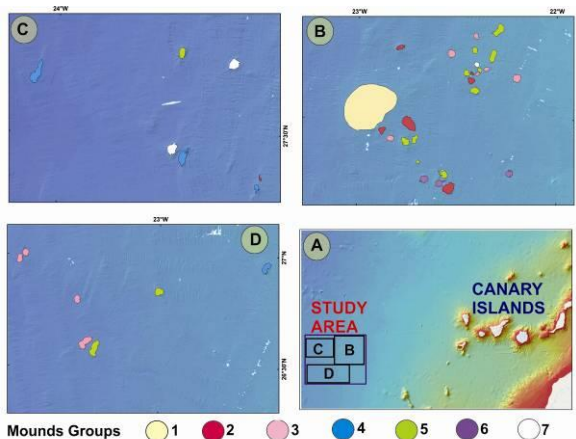 24°W
C
27°30'N
23°W
22°W
B
23°W
D
27°N
26°30'N
A
CANARY
ISLANDS
STUDY
AREA
C
B
D
Mounds Groups 1 2 3 4 5 6 7